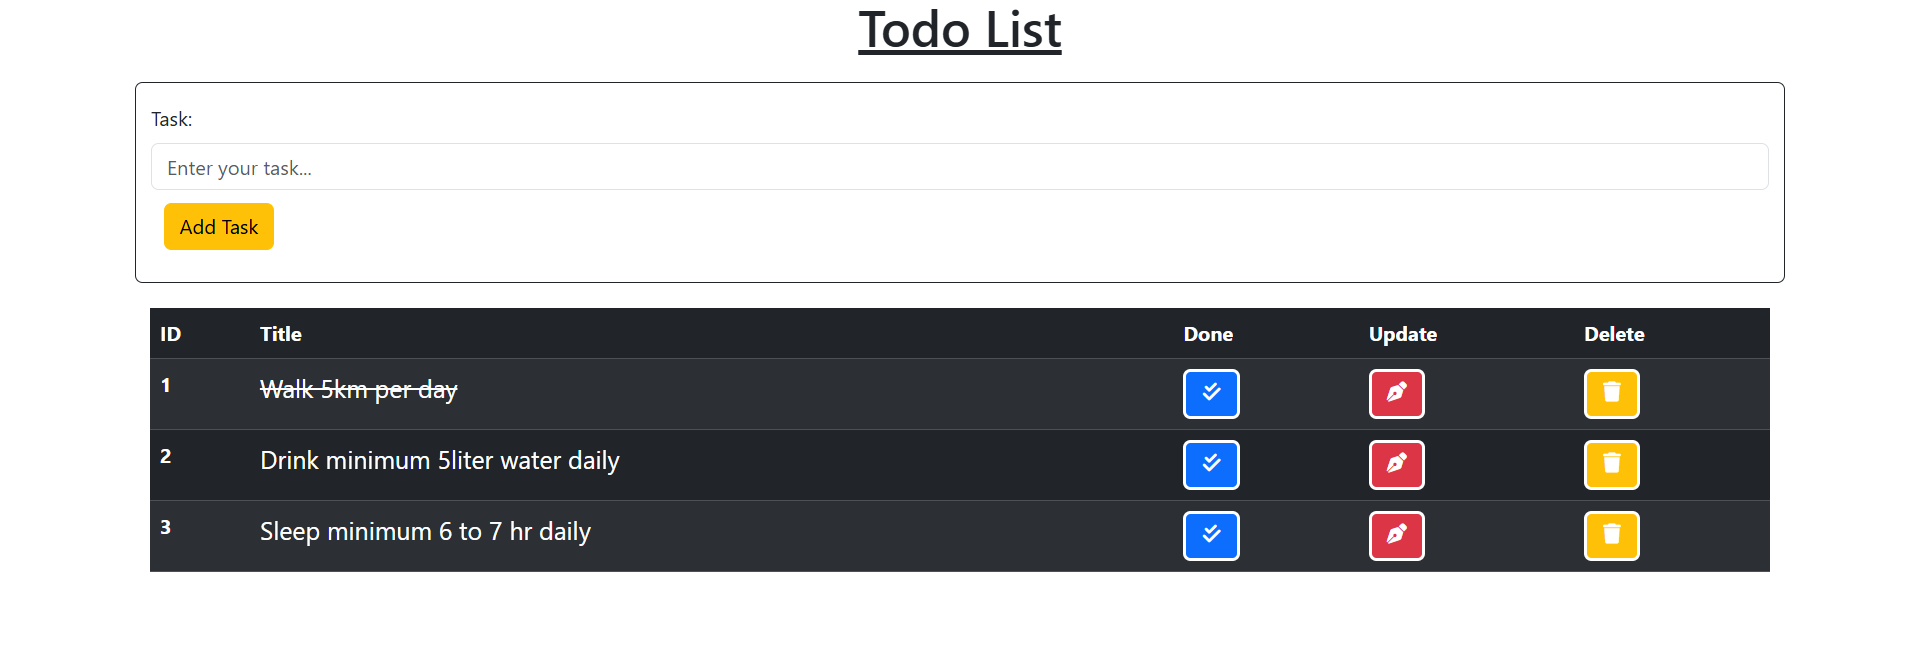 Todo List
Task:
Enter your task...
Add Task
ID Title Done Update Delete
1 Walk 5km per day
2 Drink minimum 5liter water daily
3 Sleep minimum 6 to 7 hr daily